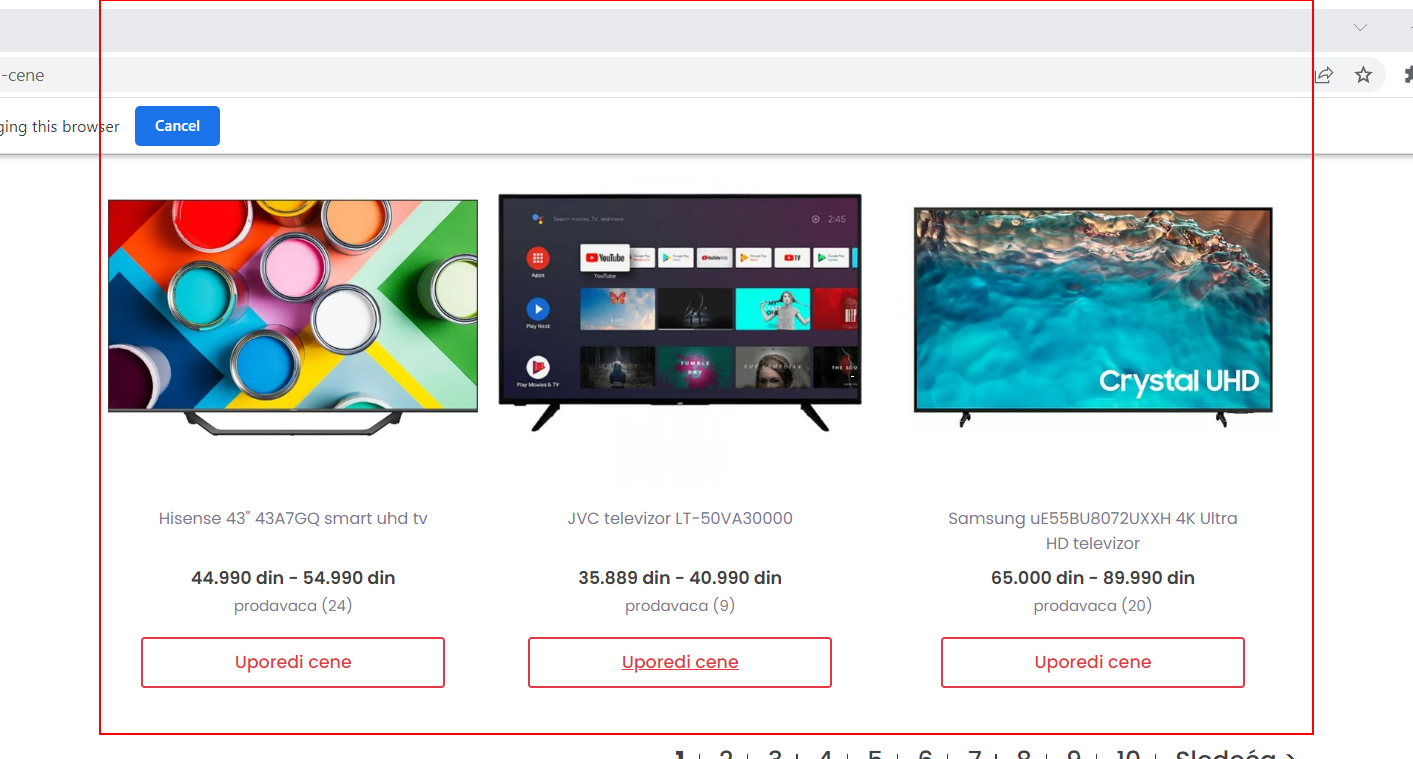 -cene
ging this browser
Cancel
Search movies, TV, and more
2:45
Apps
YouTube
YouTube
TV
Play Next
Play Movies & TV
TUMBLE
DRY
Crystal UHD
Hisense 43" 43A7GQ smart uhd tv
JVC televizor LT-50VA30000
Samsung uE55BU8072UXXH 4K Ultra
HD televizor
44.990 din - 54.990 din
35.889 din - 40.990 din
65.000 din - 89.990 din
prodavaca (24)
prodavaca (9)
prodavaca (20)
Uporedi cene
Uporedi cene
Uporedi cene
1 | 2 | 3 | 4 | 5 | 6 | 7 | 8 | 9 | 10 | Sledeća >